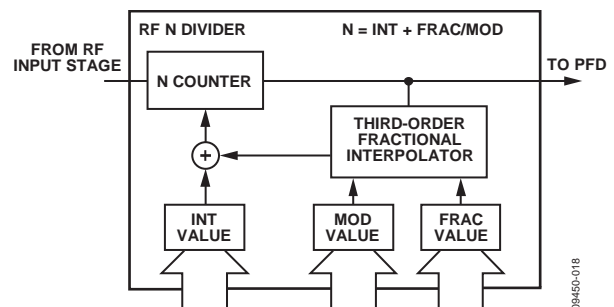 RF N DIVIDER
N = INT + FRAC/MOD
FROM RF
INPUT STAGE
TO PFD
N COUNTER
THIRD-ORDER
FRACTIONAL
INTERPOLATOR
+
INT
VALUE
MOD
VALUE
FRAC
VALUE
09450-018